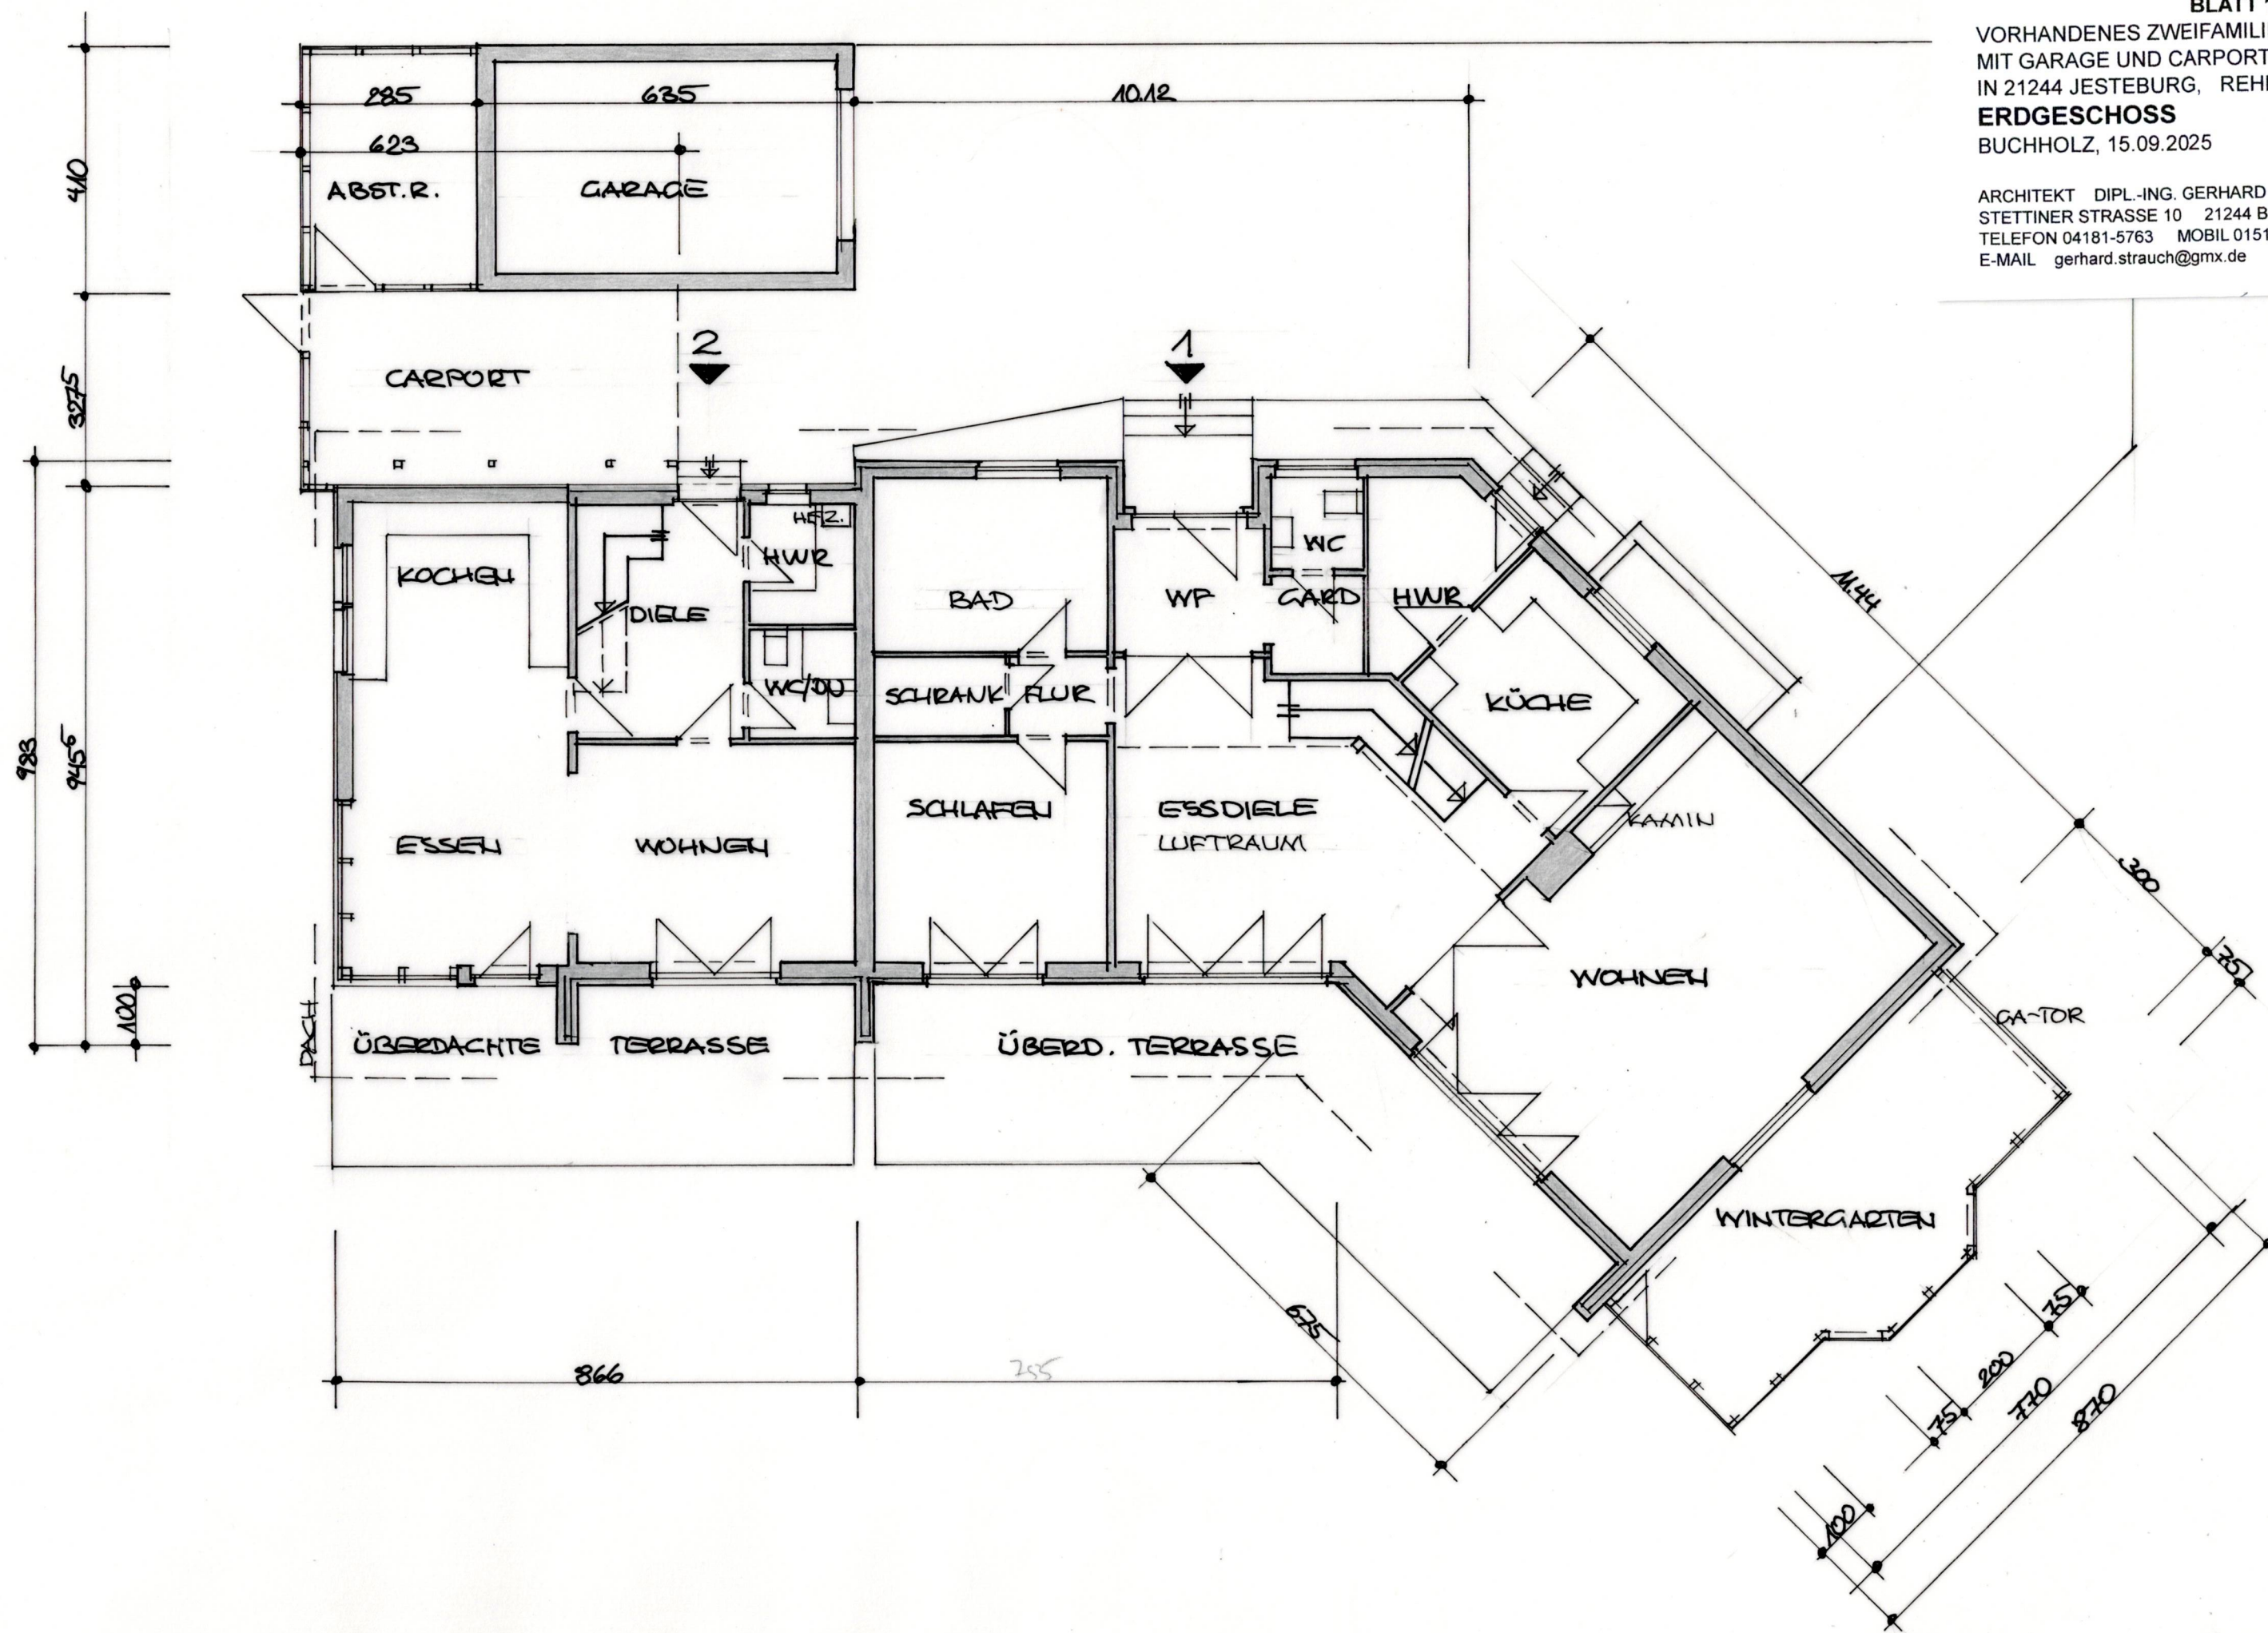 BLATT
VORHANDENES ZWEIFAMILI
MIT GARAGE UND CARPORT
IN 21244 JESTEBURG, REH
ERDGESCHOSS
BUCHHOLZ, 15.09.2025
ARCHITEKT DIPL.-ING. GERHARD
STETTINER STRASSE 10 21244 B
TELEFON 04181-5763 MOBIL 0151
E-MAIL gerhard.strauch@gmx.de
285 635 10.12
623
410
ABST.R. GARAGE
2 1
CARPORT
3275
HEZ.
KOCHEN HWR WC
DIELE BAD WF GARD HWR
11.44
WC/DU SCHRANK FLUR KÜCHE
983
945⁵
SCHLAFEN ESSDIELE
LUFTRAUM
KAMIN
ESSEN WOHNEN
300
75
WOHNEN
100
DACH
GA-TOR
ÜBERDACHTE TERRASSE ÜBERD. TERRASSE
WINTERGARTEN
675
75
200
75
770
870
100
866 755